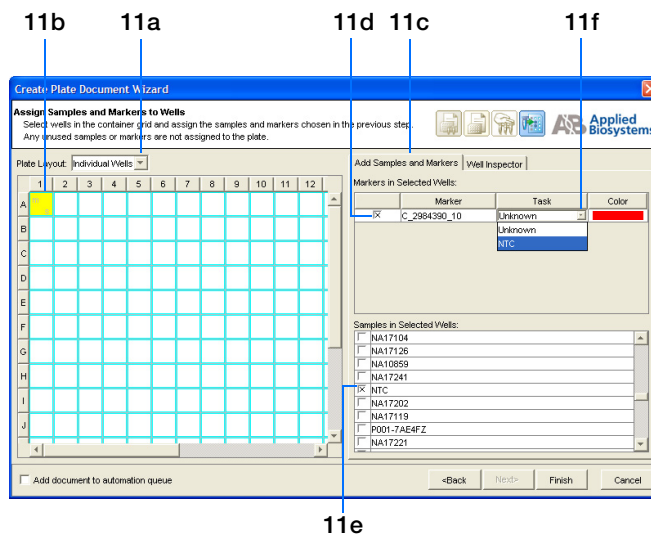 11b 11a 11d 11c 11f
Create Plate Document Wizard
Assign Samples and Markers to Wells
Select wells in the container grid and assign the samples and markers chosen in the previous step.
Any unused samples or markers are not assigned to the plate.
AB Applied
Biosystems
Plate Layout: Individual Wells
Add Samples and Markers Well Inspector
Markers in Selected Wells:
1 2 3 4 5 6 7 8 9 10 11 12
Marker Task Color
A m s
C_2984390_10 Unknown
Unknown
NTC
B
C
D
E
F
G
H
I
J
Samples in Selected Wells:
NA17104
NA17126
NA10859
NA17241
NTC
NA17202
NA17119
P001-7AE4FZ
NA17221
Add document to automation queue
<Back Next> Finish Cancel
11e